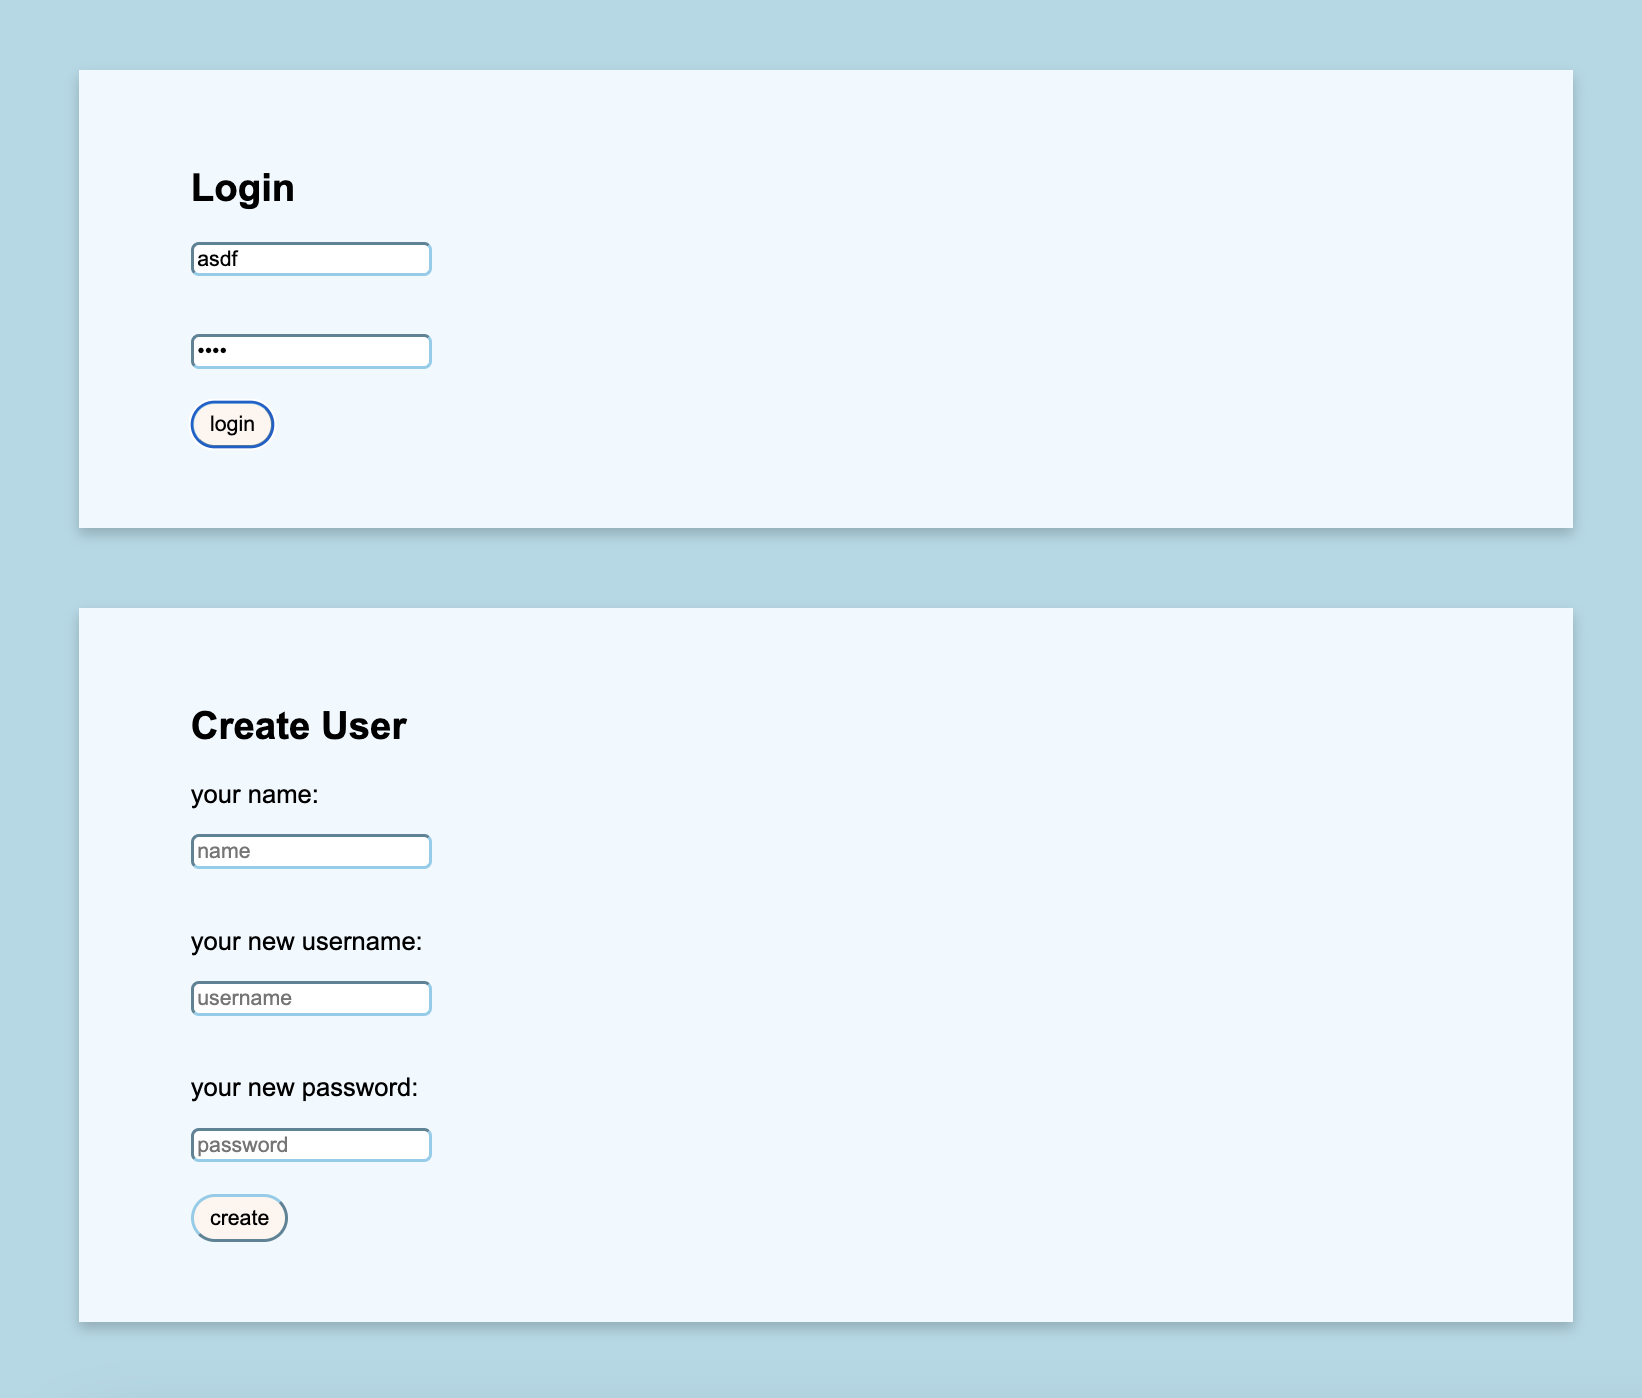 Login
asdf
••••
login
Create User
your name:
name
your new username:
username
your new password:
password
create